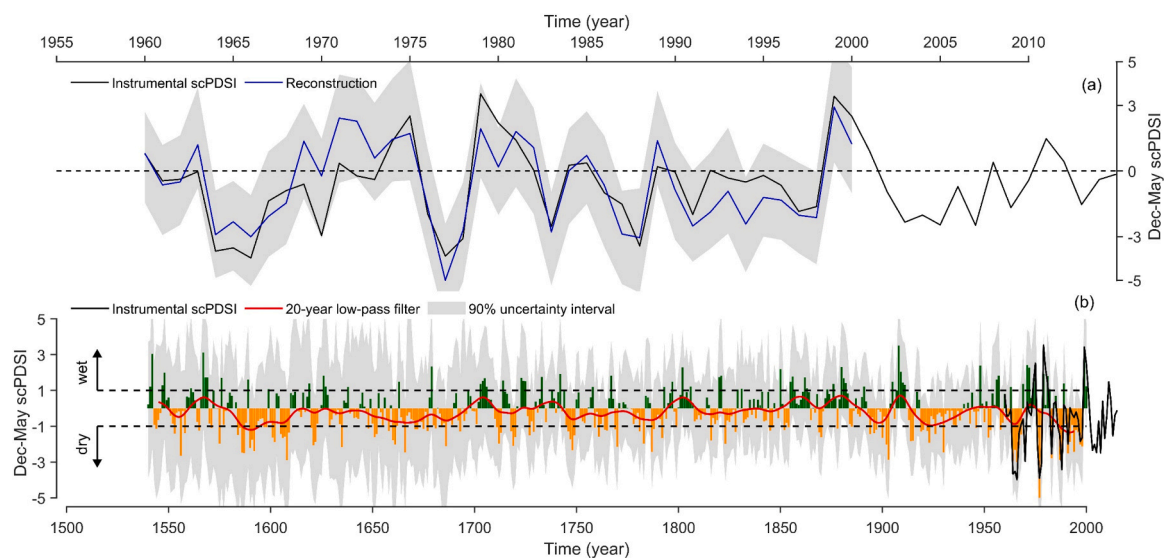 Time (year)
1955 1960 1965 1970 1975 1980 1985 1990 1995 2000 2005 2010
Instrumental scPDSI Reconstruction (a)
5
3
0
-3
-5
Dec-May scPDSI
Instrumental scPDSI 20-year low-pass filter 90% uncertainty interval (b)
Dec-May scPDSI
5
3
1
-1
-3
-5
wet
dry
1500 1550 1600 1650 1700 1750 1800 1850 1900 1950 2000
Time (year)